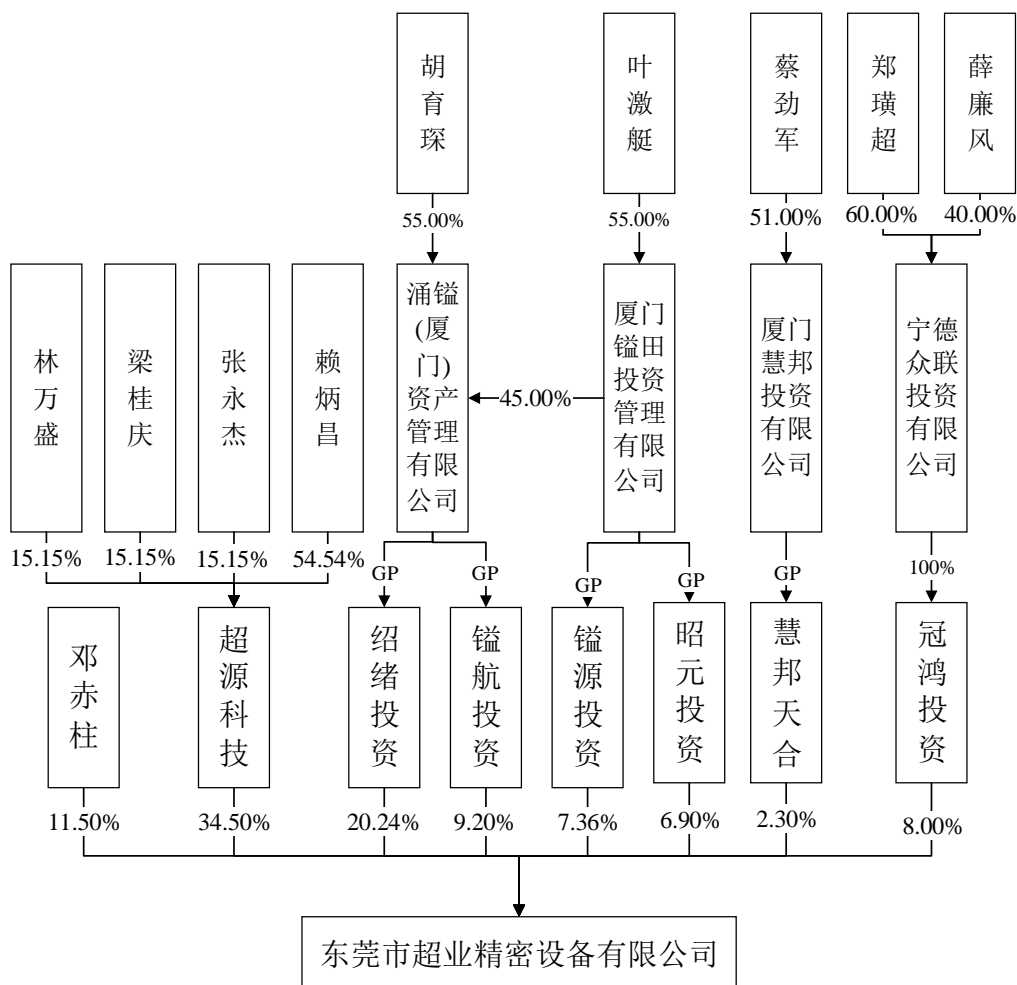 胡育琛
叶激艇
蔡劲军
郑璜超
薛廉风
55.00%
55.00%
51.00%
60.00%
40.00%
林万盛
梁桂庆
张永杰
赖炳昌
涌镒
(厦
门)
资产
管理
有限
公司
45.00%
厦门
镒田
投资
管理
有限
公司
厦门
慧邦
投资
有限
公司
宁德
众联
投资
有限
公司
15.15%
15.15%
15.15%
54.54%
GP
GP
GP
GP
GP
100%
邓赤柱
超源科技
绍绪投资
镒航投资
镒源投资
昭元投资
慧邦天合
冠鸿投资
11.50%
34.50%
20.24%
9.20%
7.36%
6.90%
2.30%
8.00%
东莞市超业精密设备有限公司